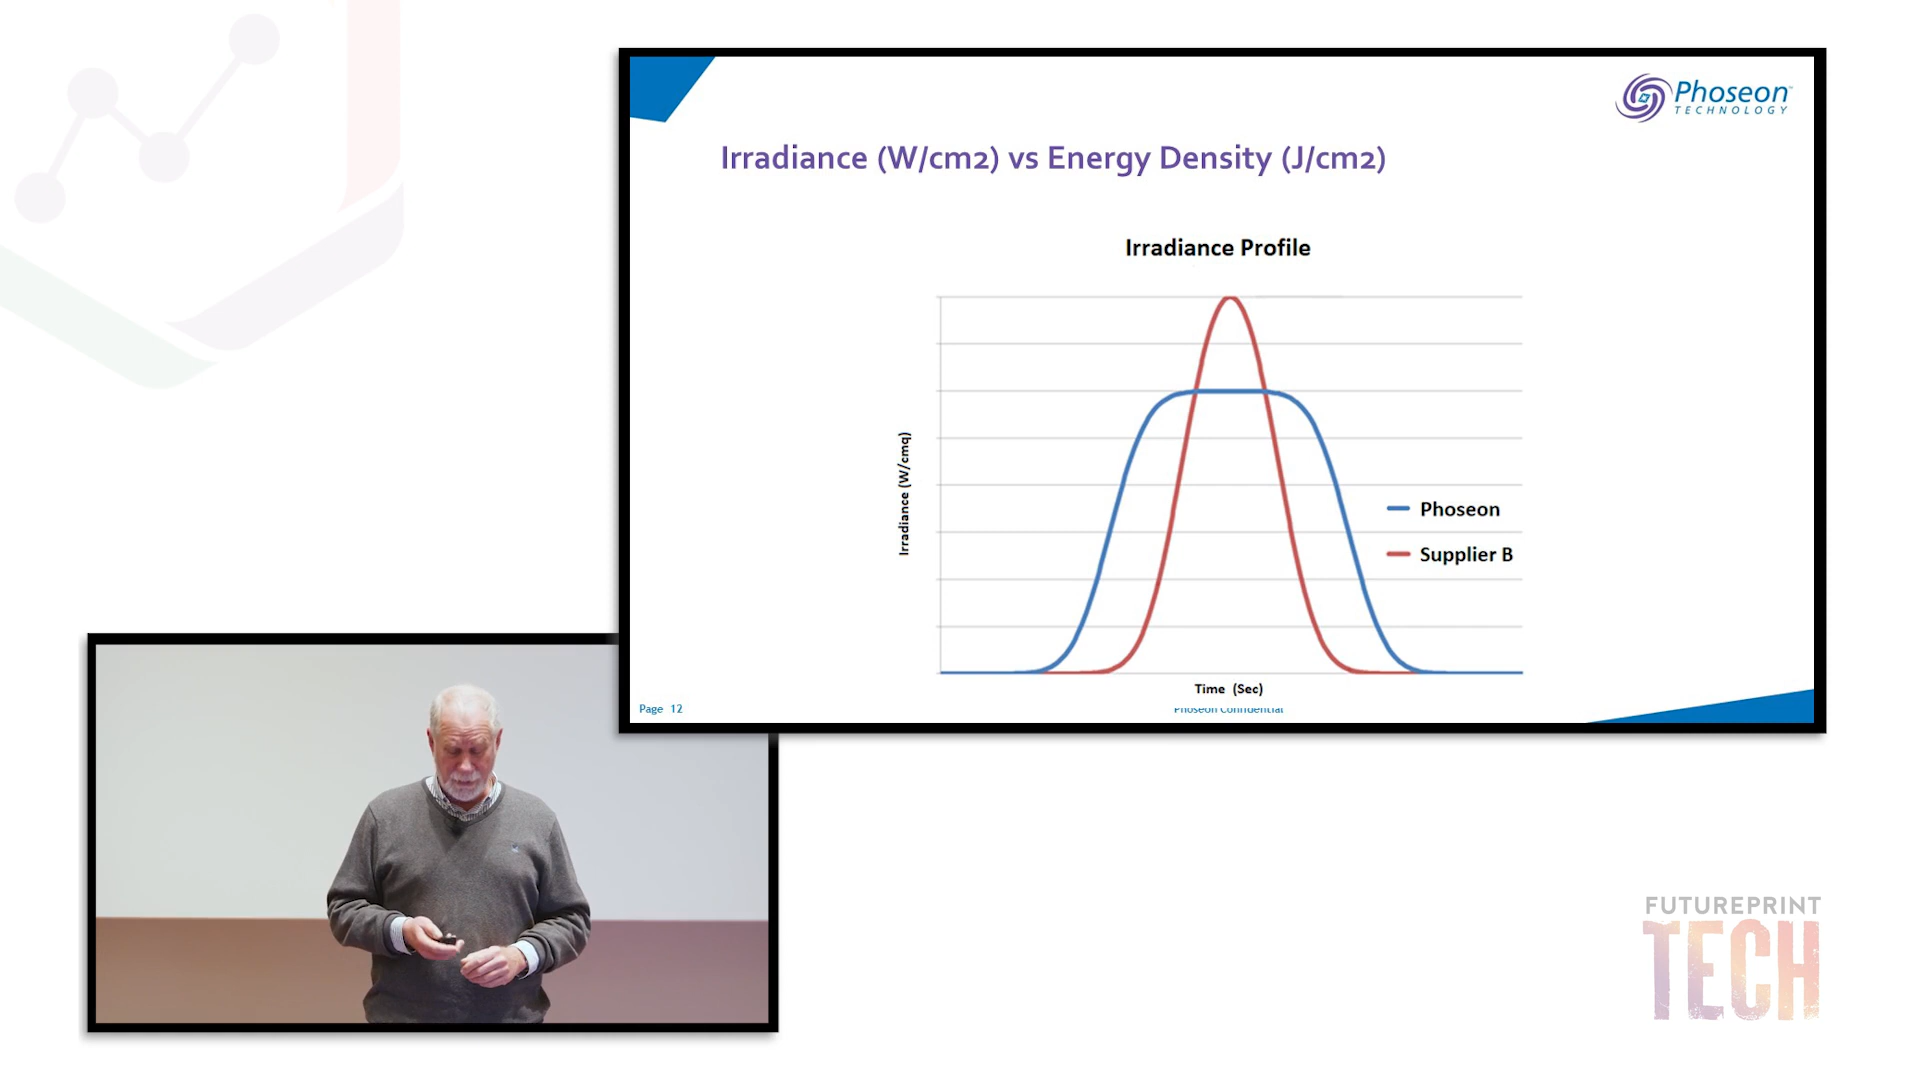 Phoseon
TECHNOLOGY
Irradiance (W/cm2) vs Energy Density (J/cm2)
Irradiance Profile
Irradiance (W/cmq)
Phoseon
Supplier B
Time (Sec)
Page 12
Phoseon Confidential
FUTUREPRINT
TECH